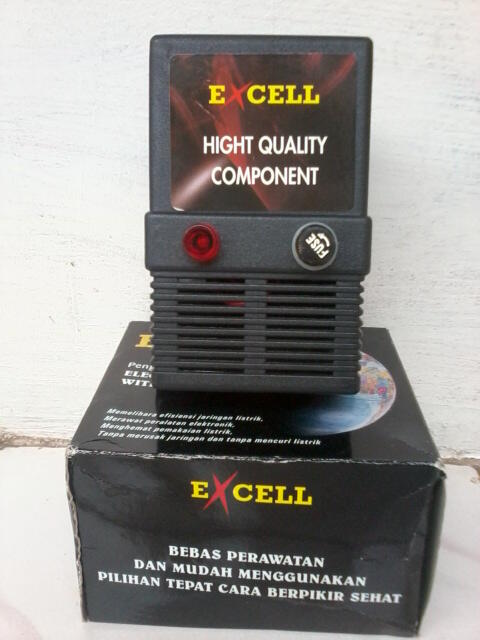 EXCELL
HIGHT QUALITY
COMPONENT
FUSE
Memelihara efisiensi jaringan listrik,
Merawat peralatan elektronik,
Menghemat pemakaian listrik,
Tanpa merusak jaringan dan tanpa mencuri listrik
EXCELL
BEBAS PERAWATAN
DAN MUDAH MENGGUNAKAN
PILIHAN TEPAT CARA BERPIKIR SEHAT